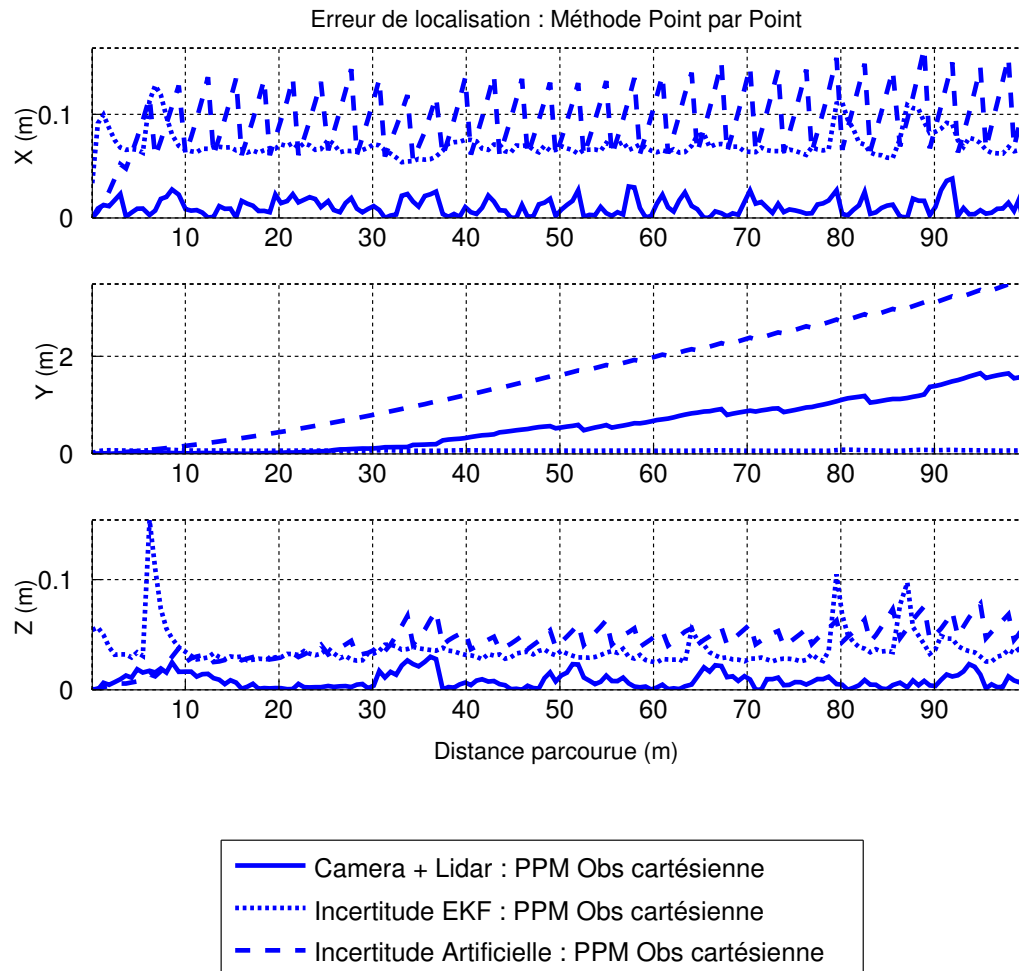 Erreur de localisation : Méthode Point par Point
X (m)
0.1
0
10 20 30 40 50 60 70 80 90
Y (m)
2
0
10 20 30 40 50 60 70 80 90
Z (m)
0.1
0
10 20 30 40 50 60 70 80 90
Distance parcourue (m)
Camera + Lidar : PPM Obs cartésienne
Incertitude EKF : PPM Obs cartésienne
Incertitude Artificielle : PPM Obs cartésienne